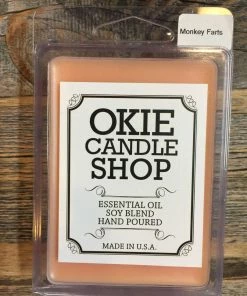 Monkey Farts
OKIE
CANDLE
SHOP
ESSENTIAL OIL
SOY BLEND
HAND POURED
MADE IN U.S.A.